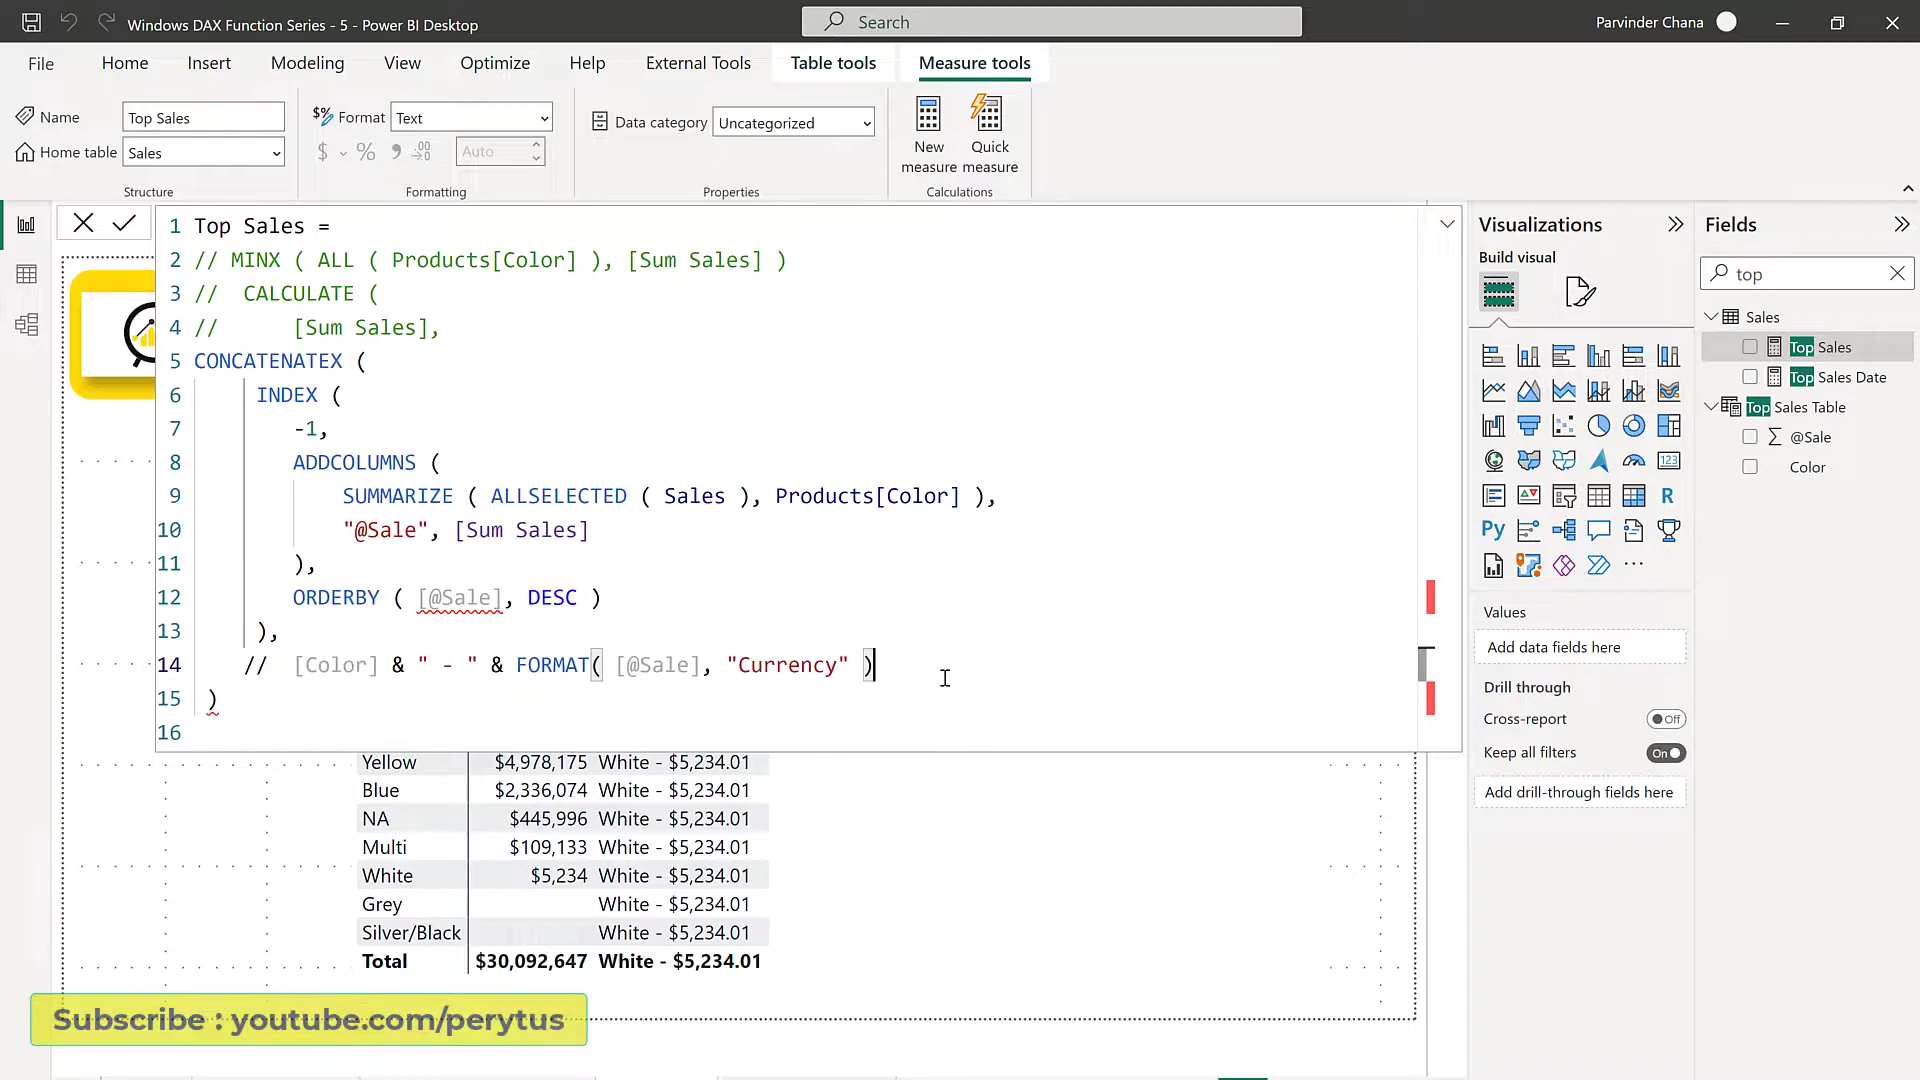 Windows DAX Function Series - 5 - Power BI Desktop
Search
Parvinder Chana
File Home Insert Modeling View Optimize Help External Tools Table tools Measure tools
Name Top Sales
Home table Sales
Structure
Format Text
$ % Auto
Formatting
Data category Uncategorized
Properties
New measure
Quick measure
Calculations
1 Top Sales =
2 // MINX ( ALL ( Products[Color] ), [Sum Sales] )
3 // CALCULATE (
4 // [Sum Sales],
5 CONCATENATEX (
6 INDEX (
7 -1,
8 ADDCOLUMNS (
9 SUMMARIZE ( ALLSELECTED ( Sales ), Products[Color] ),
10 "@Sale", [Sum Sales]
11 ),
12 ORDERBY ( [@Sale], DESC )
13 ),
14 // [Color] & " - " & FORMAT( [@Sale], "Currency" )
15 )
16
Yellow $4,978,175 White - $5,234.01
Blue $2,336,074 White - $5,234.01
NA $445,996 White - $5,234.01
Multi $109,133 White - $5,234.01
White $5,234 White - $5,234.01
Grey White - $5,234.01
Silver/Black White - $5,234.01
Total $30,092,647 White - $5,234.01
Subscribe : youtube.com/perytus
Visualizations
Build visual
123
R
Py
...
Values
Add data fields here
Drill through
Cross-report Off
Keep all filters On
Add drill-through fields here
Fields
top
Sales
Top Sales
Top Sales Date
Top Sales Table
@Sale
Color